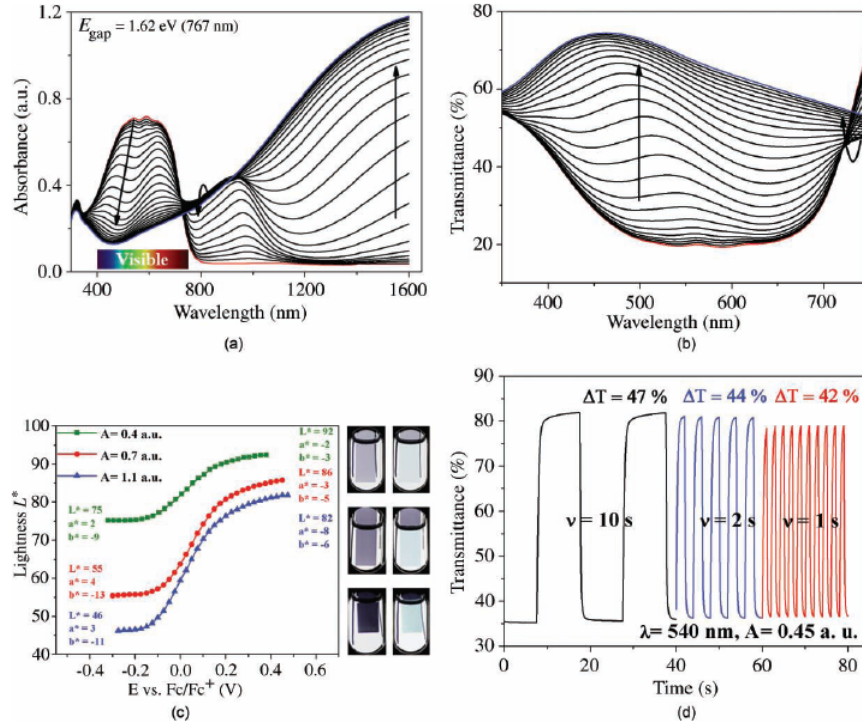 E_gap = 1.62 eV (767 nm)
Absorbance (a.u.)
1.2
0.8
0.4
0.0
Visible
400 800 1200 1600
Wavelength (nm)
(a)
Transmittance (%)
80
70
60
50
40
30
20
10
400 500 600 700
Wavelength (nm)
(b)
Lightness L*
100
90
80
70
60
50
40
A= 0.4 a.u.
A= 0.7 a.u.
A= 1.1 a.u.
L* = 75
a* = 2
b* = -9
L* = 55
a* = 4
b* = -13
L* = 46
a* = 3
b* = -11
L* = 92
a* = -2
b* = -3
L* = 86
a* = -3
b* = -5
L* = 82
a* = -8
b* = -6
-0.4 -0.2 0.0 0.2 0.4 0.6
E vs. Fc/Fc⁺ (V)
(c)
Transmittance (%)
90
80
70
60
50
40
30
ΔT = 47 % ΔT = 44 % ΔT = 42 %
ν = 10 s ν = 2 s ν = 1 s
λ= 540 nm, A= 0.45 a. u.
0 20 40 60 80
Time (s)
(d)